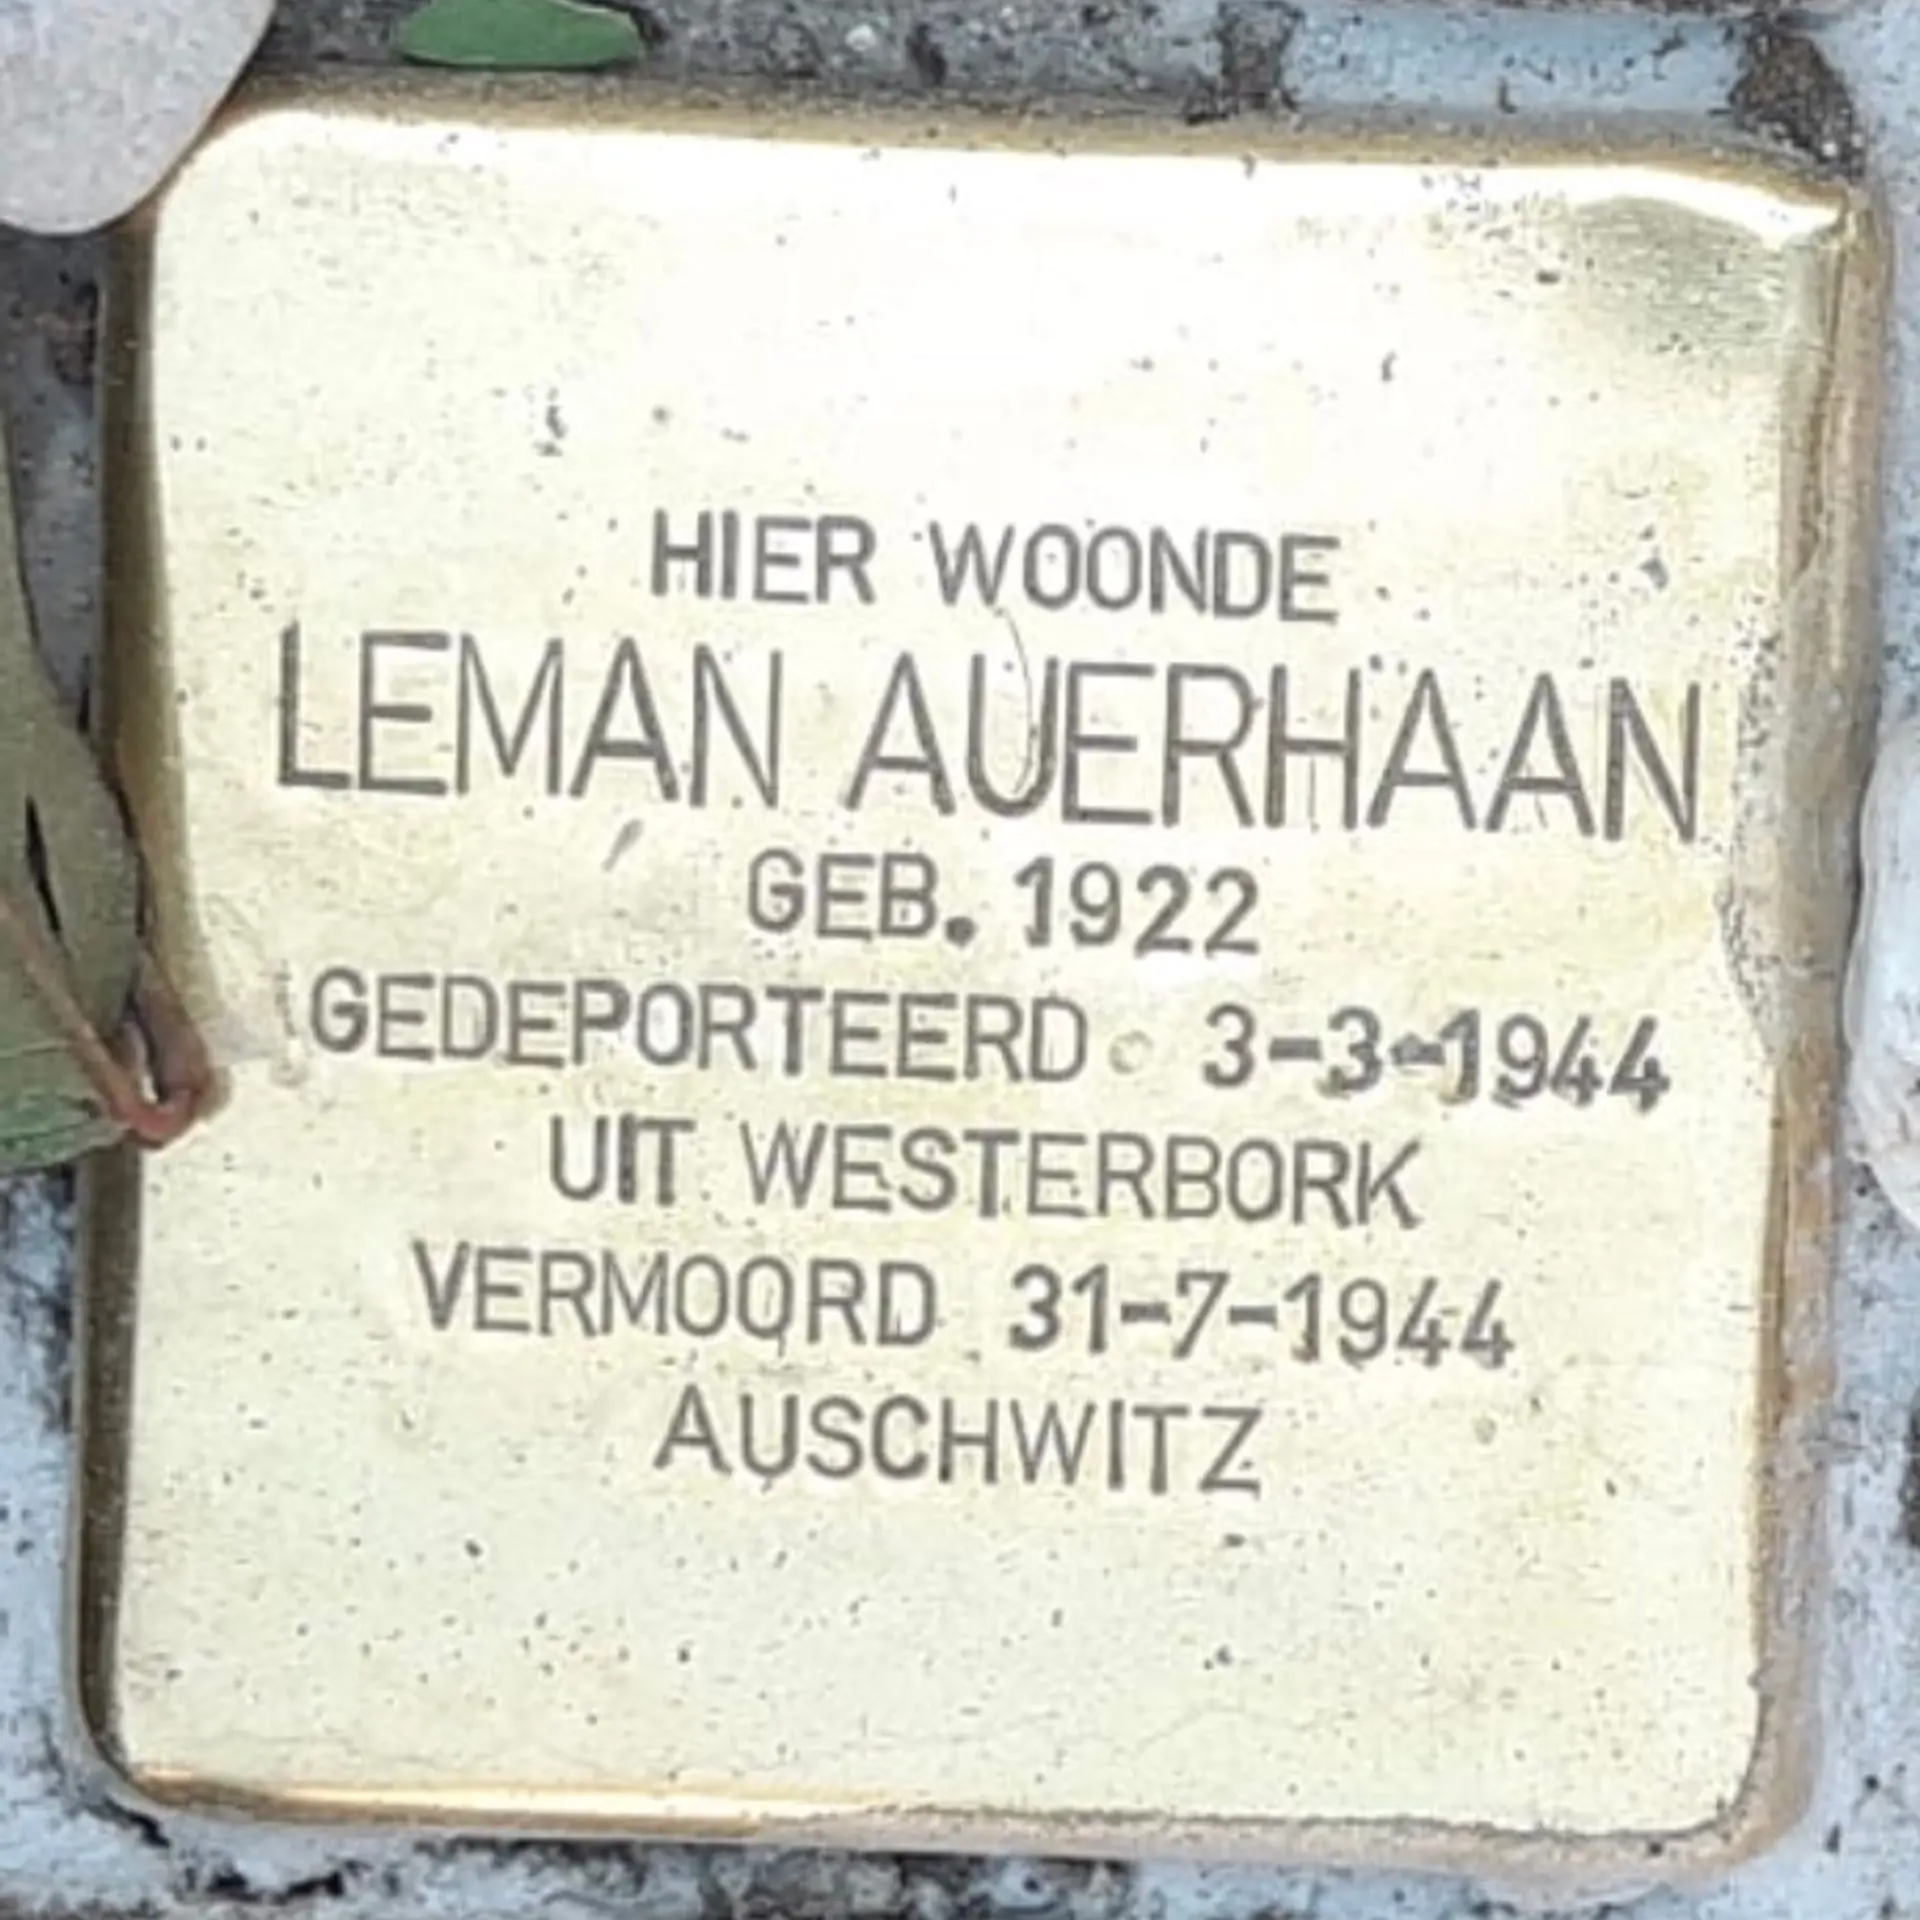 HIER WOONDE
LEMAN AUERHAAN
GEB. 1922
GEDEPORTEERD 3-3-1944
UIT WESTERBORK
VERMOORD 31-7-1944
AUSCHWITZ